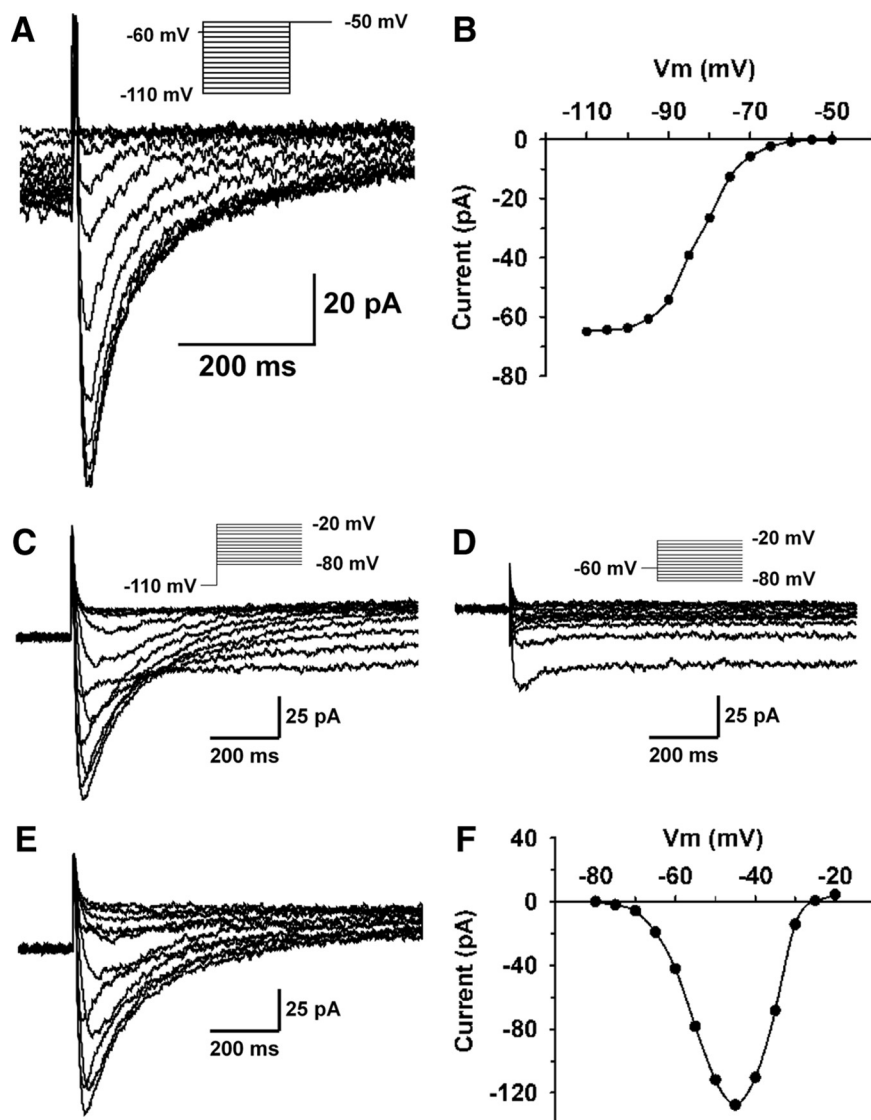 A
-60 mV
-50 mV
-110 mV
20 pA
200 ms
B
Vm (mV)
-110 -90 -70 -50
0
-20
-40
-60
-80
Current (pA)
C
-20 mV
-80 mV
-110 mV
25 pA
200 ms
D
-20 mV
-60 mV
-80 mV
25 pA
200 ms
E
25 pA
200 ms
F
Vm (mV)
40
-80 -60 -40 -20
0
-40
-80
-120
Current (pA)